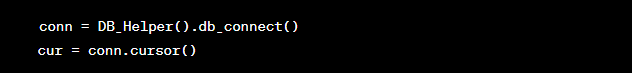 conn = DB_Helper().db_connect()
cur = conn.cursor()